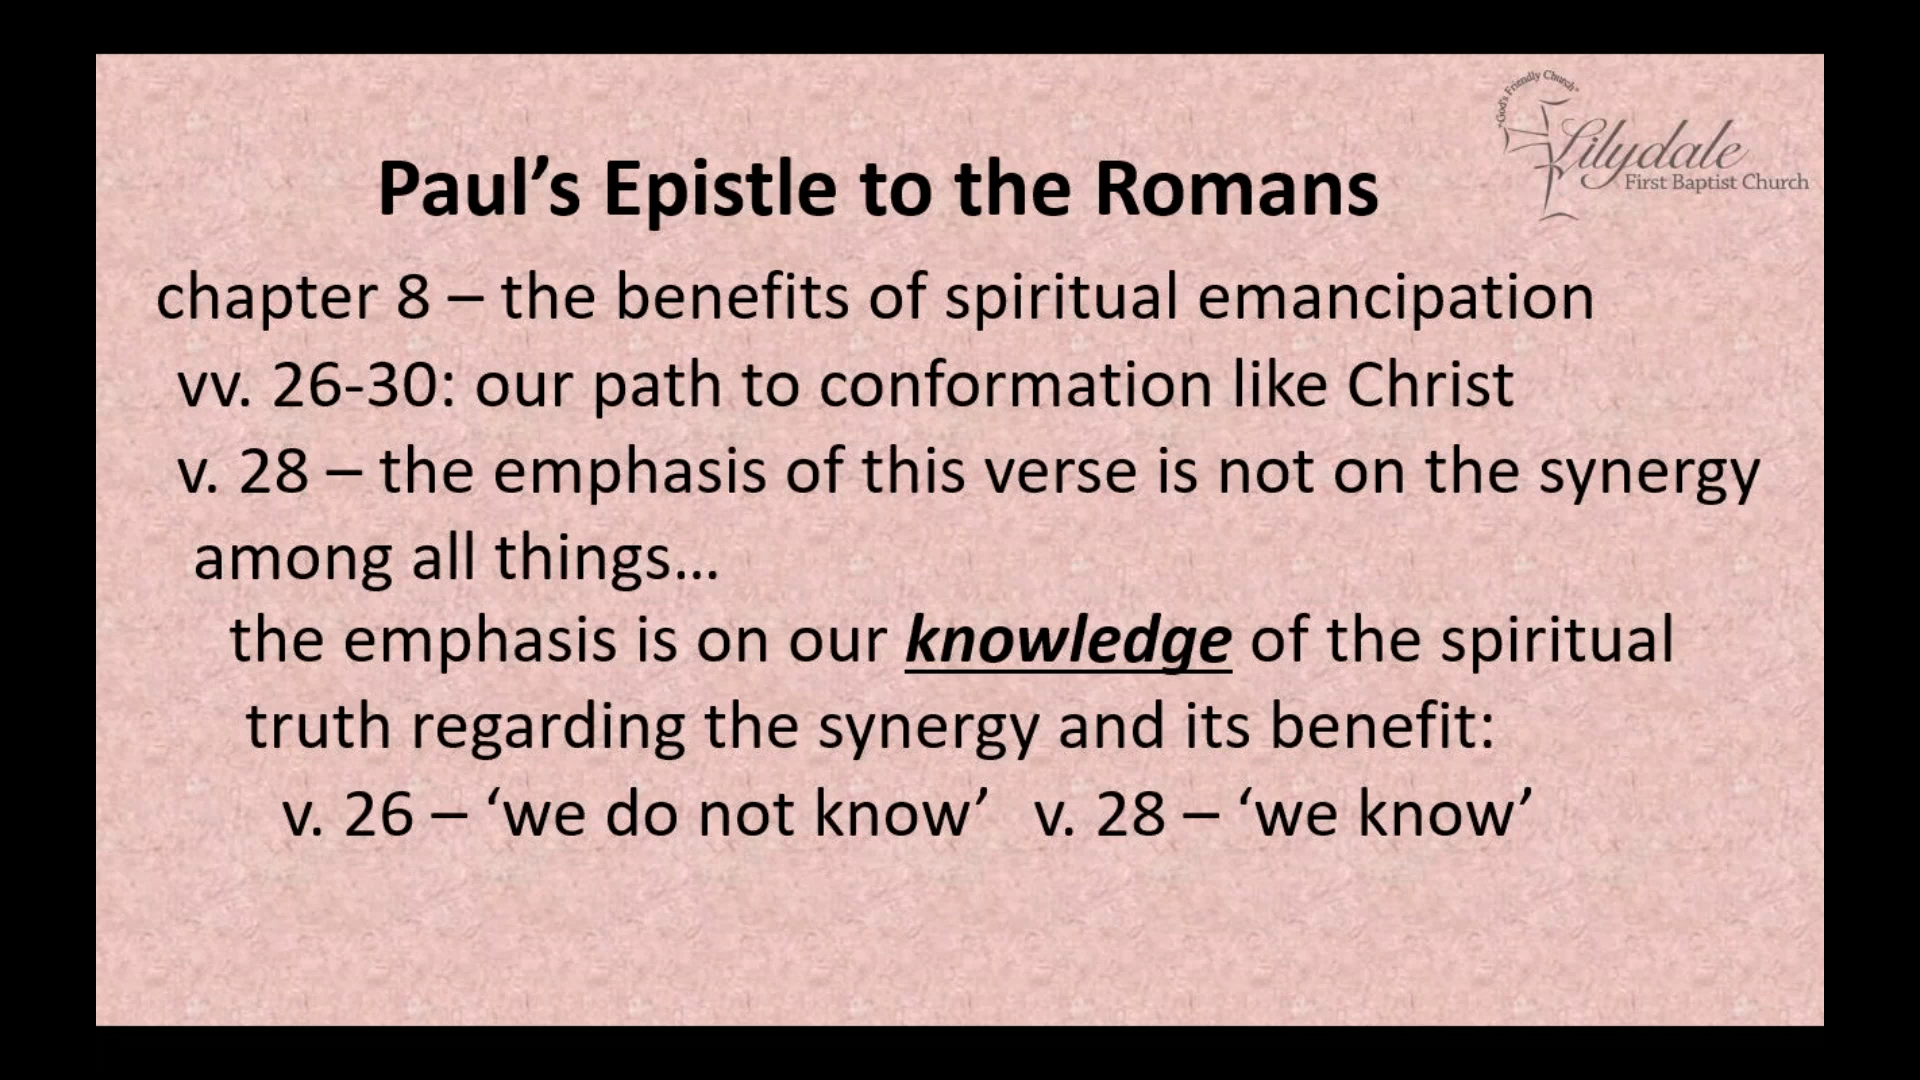 "God's Friendly Church"
Lilydale
First Baptist Church
Paul’s Epistle to the Romans
chapter 8 – the benefits of spiritual emancipation
vv. 26-30: our path to conformation like Christ
v. 28 – the emphasis of this verse is not on the synergy
among all things…
the emphasis is on our knowledge of the spiritual
truth regarding the synergy and its benefit:
v. 26 – ‘we do not know’ v. 28 – ‘we know’